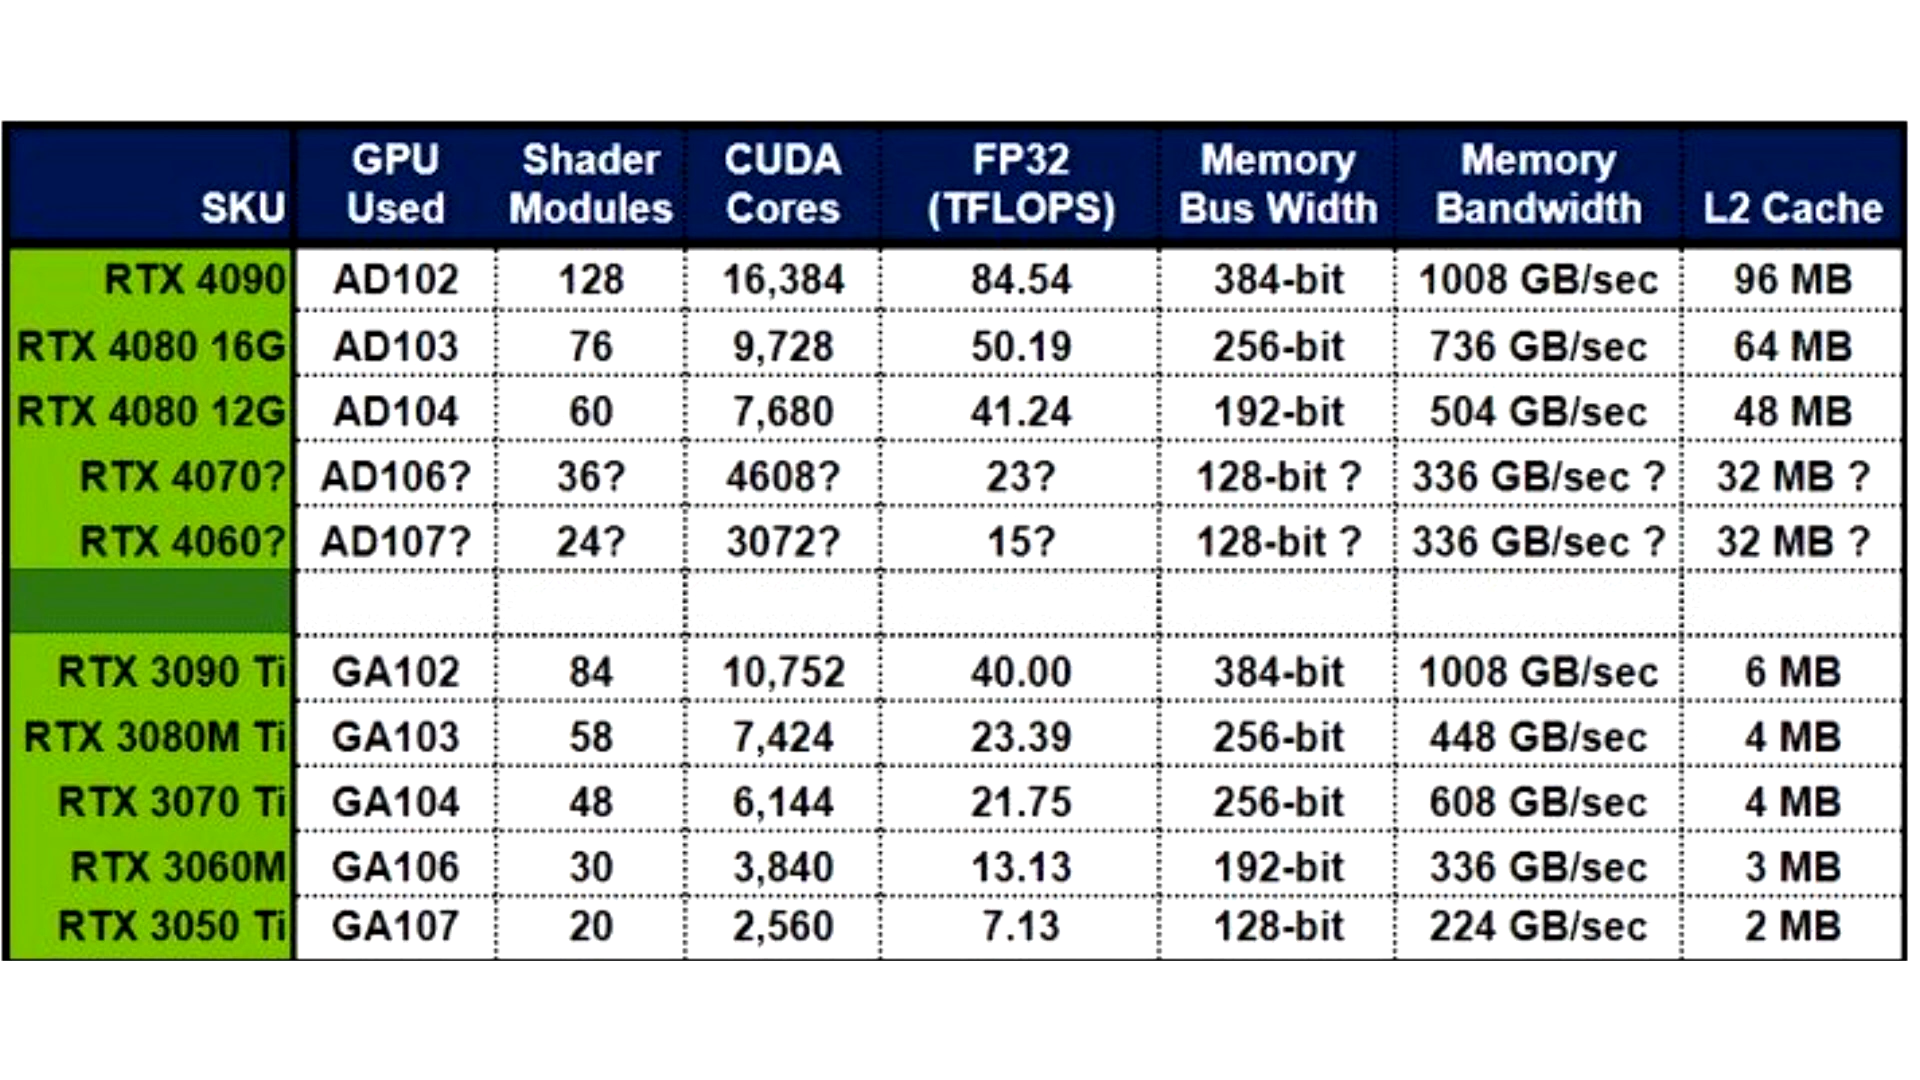 SKU GPU Used Shader Modules CUDA Cores FP32 (TFLOPS) Memory Bus Width Memory Bandwidth L2 Cache
RTX 4090 AD102 128 16,384 84.54 384-bit 1008 GB/sec 96 MB
RTX 4080 16G AD103 76 9,728 50.19 256-bit 736 GB/sec 64 MB
RTX 4080 12G AD104 60 7,680 41.24 192-bit 504 GB/sec 48 MB
RTX 4070? AD106? 36? 4608? 23? 128-bit ? 336 GB/sec ? 32 MB ?
RTX 4060? AD107? 24? 3072? 15? 128-bit ? 336 GB/sec ? 32 MB ?
RTX 3090 Ti GA102 84 10,752 40.00 384-bit 1008 GB/sec 6 MB
RTX 3080M Ti GA103 58 7,424 23.39 256-bit 448 GB/sec 4 MB
RTX 3070 Ti GA104 48 6,144 21.75 256-bit 608 GB/sec 4 MB
RTX 3060M GA106 30 3,840 13.13 192-bit 336 GB/sec 3 MB
RTX 3050 Ti GA107 20 2,560 7.13 128-bit 224 GB/sec 2 MB